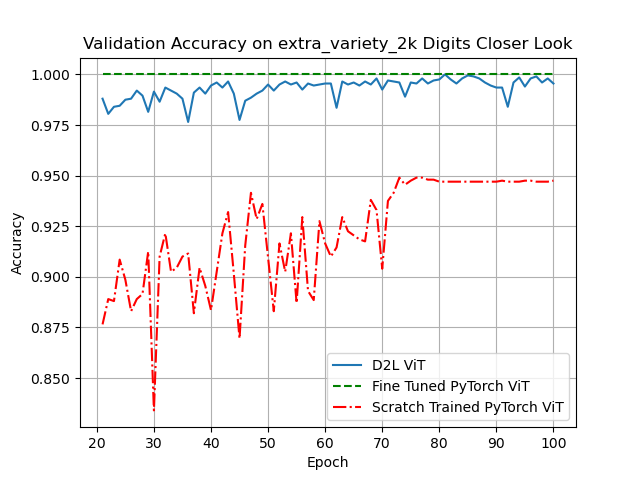 Validation Accuracy on extra_variety_2k Digits Closer Look
1.000
0.975
0.950
0.925
0.900
0.875
0.850
Accuracy
D2L ViT
Fine Tuned PyTorch ViT
Scratch Trained PyTorch ViT
20 30 40 50 60 70 80 90 100
Epoch